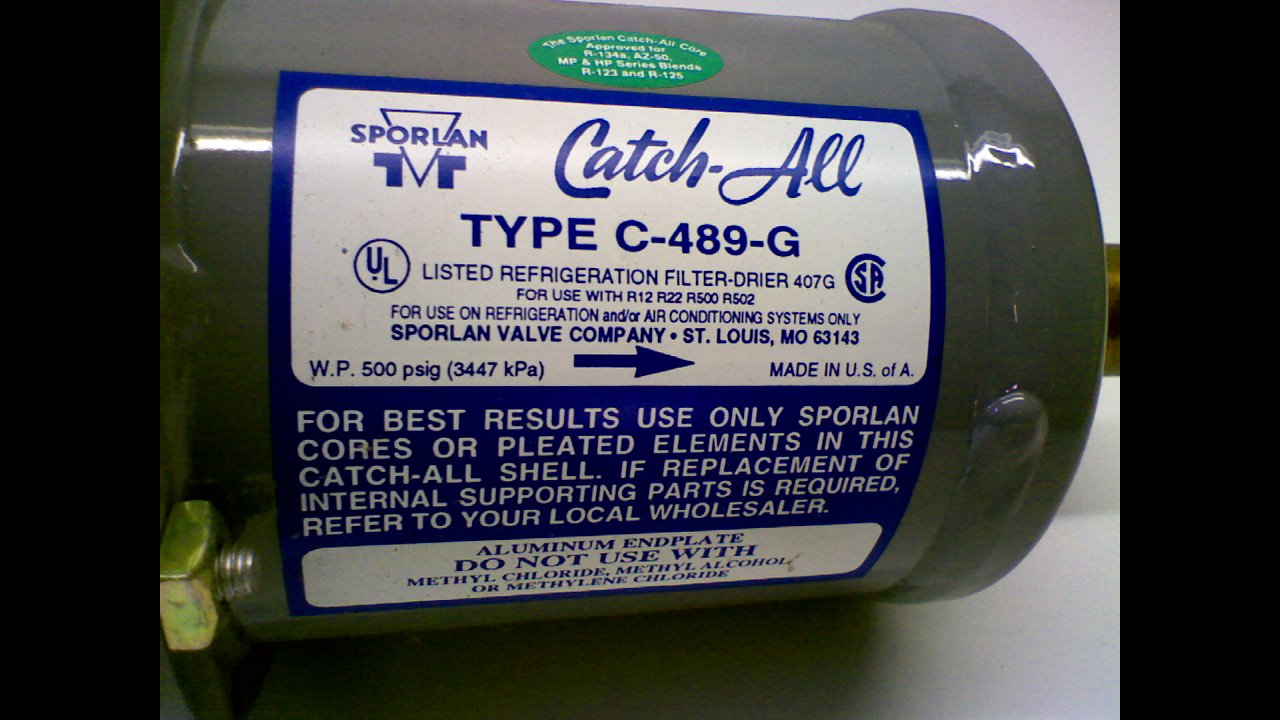 The Sporlan Catch-All Core
Approved for
R-134a, AZ-50,
MP & HP Series Blends
R-123 and R-125
SPORLAN
Catch-All
TYPE C-489-G
UL
LISTED REFRIGERATION FILTER-DRIER 407G
SA
FOR USE WITH R12 R22 R500 R502
FOR USE ON REFRIGERATION and/or AIR CONDITIONING SYSTEMS ONLY
SPORLAN VALVE COMPANY • ST. LOUIS, MO 63143
W.P. 500 psig (3447 kPa)
MADE IN U.S. of A.
FOR BEST RESULTS USE ONLY SPORLAN
CORES OR PLEATED ELEMENTS IN THIS
CATCH-ALL SHELL. IF REPLACEMENT OF
INTERNAL SUPPORTING PARTS IS REQUIRED,
REFER TO YOUR LOCAL WHOLESALER.
ALUMINUM ENDPLATE
DO NOT USE WITH
METHYL CHLORIDE, METHYL ALCOHOL
OR METHYLENE CHLORIDE